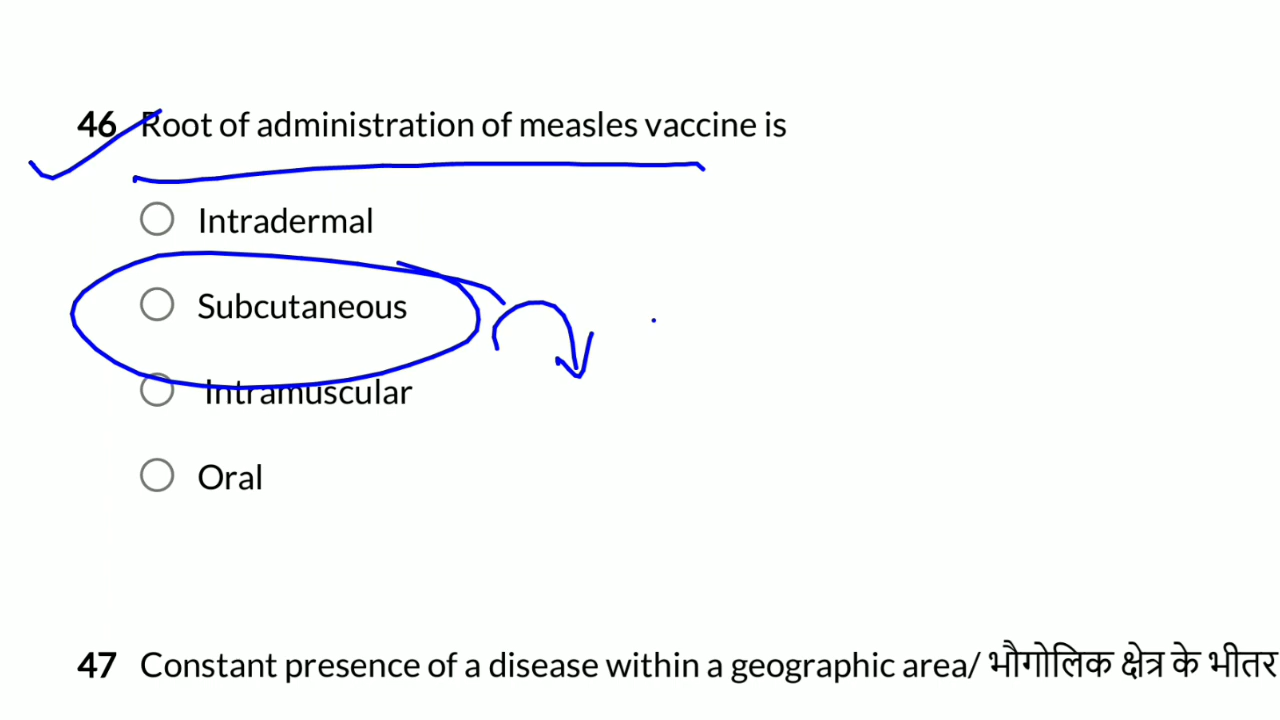 46 Root of administration of measles vaccine is
Intradermal
Subcutaneous
Intramuscular
Oral
47 Constant presence of a disease within a geographic area/ भौगोलिक क्षेत्र के भीतर